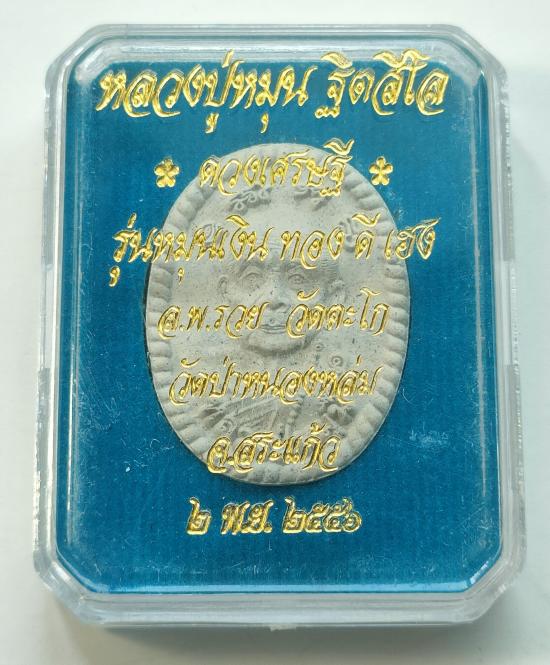 หลวงปู่หมุน ฐิตสีโล
* ดวงเศรษฐี *
รุ่นหมุนเงิน ทอง ดี เฮง
อ.พ.รวย วัดตะโก
วัดป่าหนองหล่ม
จ.สระแก้ว
๒ พ.ย. ๒๕๕๖